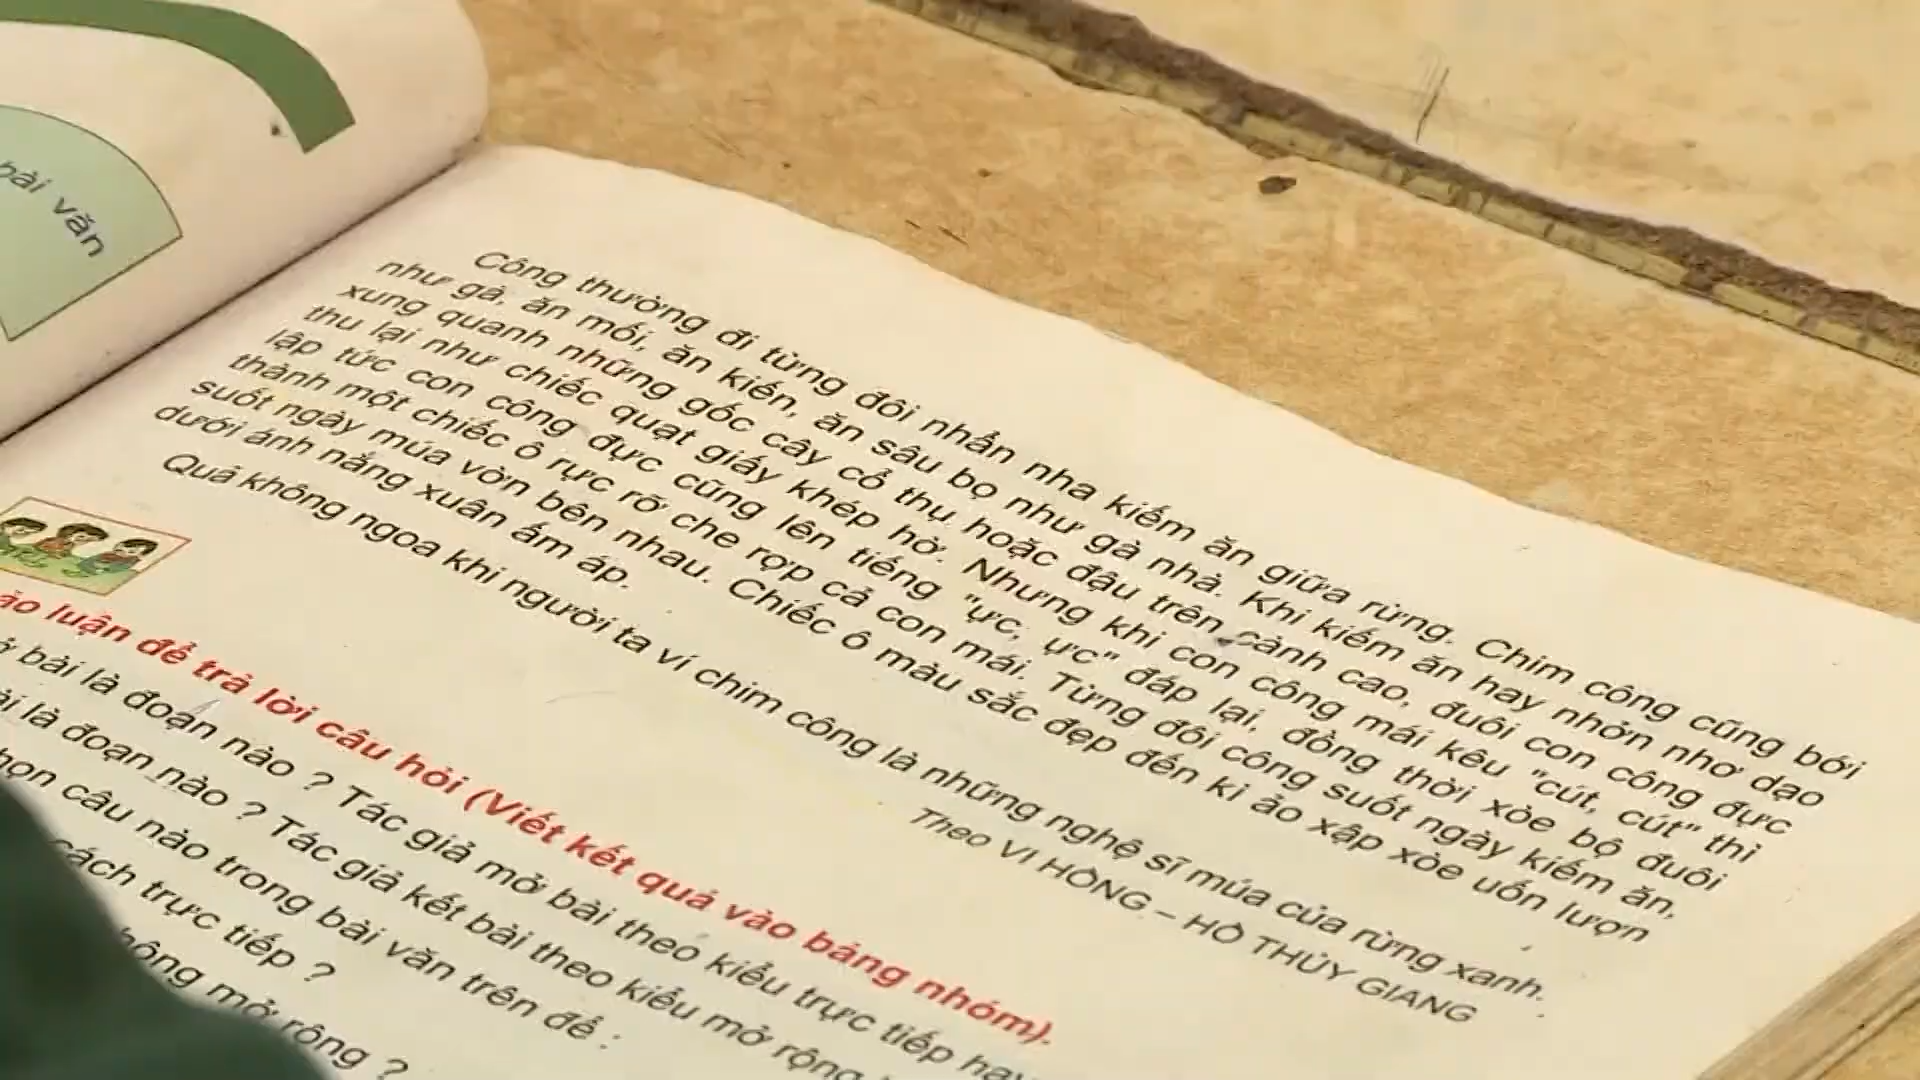 bài văn
Công thường đi từng đôi nhẩn nha kiếm ăn giữa rừng. Chim công cũng bới
như gà, ăn mối, ăn kiến, ăn sâu bọ như gà nhà. Khi kiếm ăn hay nhởn nhơ dạo
xung quanh những gốc cây cổ thụ hoặc đậu trên cành cao, đuôi con công đực
thu lại như chiếc quạt giấy khép hờ. Nhưng khi con công mái kêu "cút, cút" thì
lập tức con công đực cũng lên tiếng "ực, ực" đáp lại, đồng thời xòe bộ đuôi
thành một chiếc ô rực rỡ che rợp cả con mái. Từng đôi công suốt ngày kiếm ăn,
suốt ngày múa vờn bên nhau. Chiếc ô màu sắc đẹp đến kì ảo xập xòe uốn lượn
dưới ánh nắng xuân ấm áp.
Quả không ngoa khi người ta ví chim công là những nghệ sĩ múa của rừng xanh.
Theo VI HỒNG – HỒ THỦY GIANG
luận để trả lời câu hỏi (Viết kết quả vào bảng nhóm).
bài là đoạn nào ? Tác giả mở bài theo kiểu trực tiếp hay
là đoạn nào ? Tác giả kết bài theo kiểu mở rộng
câu nào trong bài văn trên để :
cách trực tiếp ?
mở rộng ?